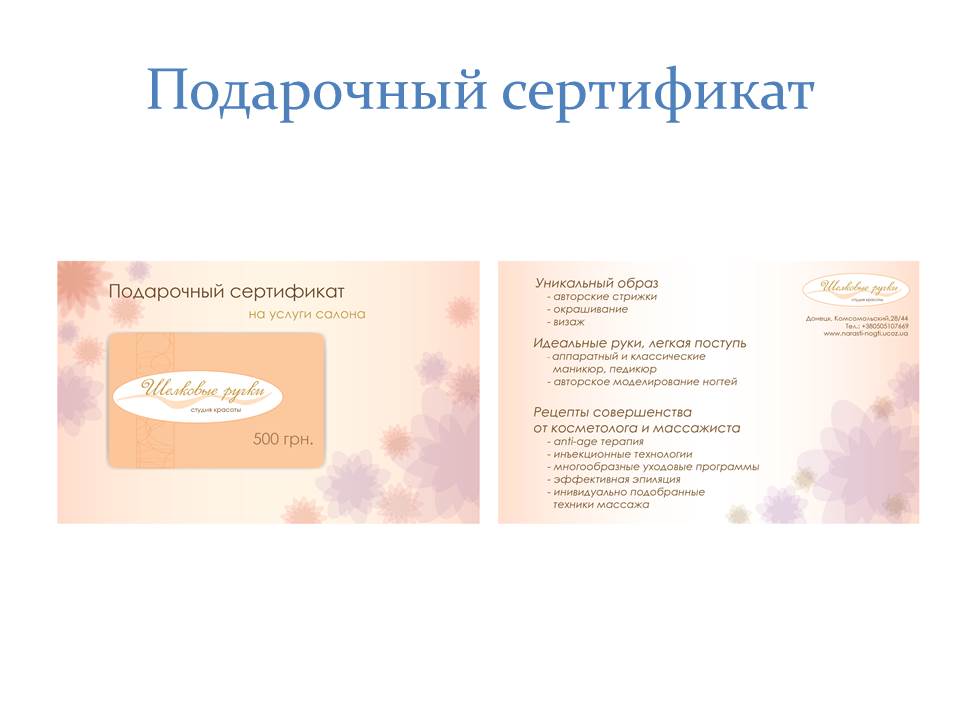 Подарочный сертификат
Подарочный сертификат
на услуги салона
Шелковые ручки
студия красоты
500 грн.
Уникальный образ
- авторские стрижки
- окрашивание
- визаж
Идеальные руки, легкая поступь
- аппаратный и классические
маникюр, педикюр
- авторское моделирование ногтей
Рецепты совершенства
от косметолога и массажиста
- anti-age терапия
- инъекционные технологии
- многообразные уходовые программы
- эффективная эпиляция
- инивидуально подобранные
техники массажа
Шелковые ручки
студия красоты
Донецк, Комсомольский,28/44
Тел.: +380505107669
www.narasti-nogti.ucoz.ua